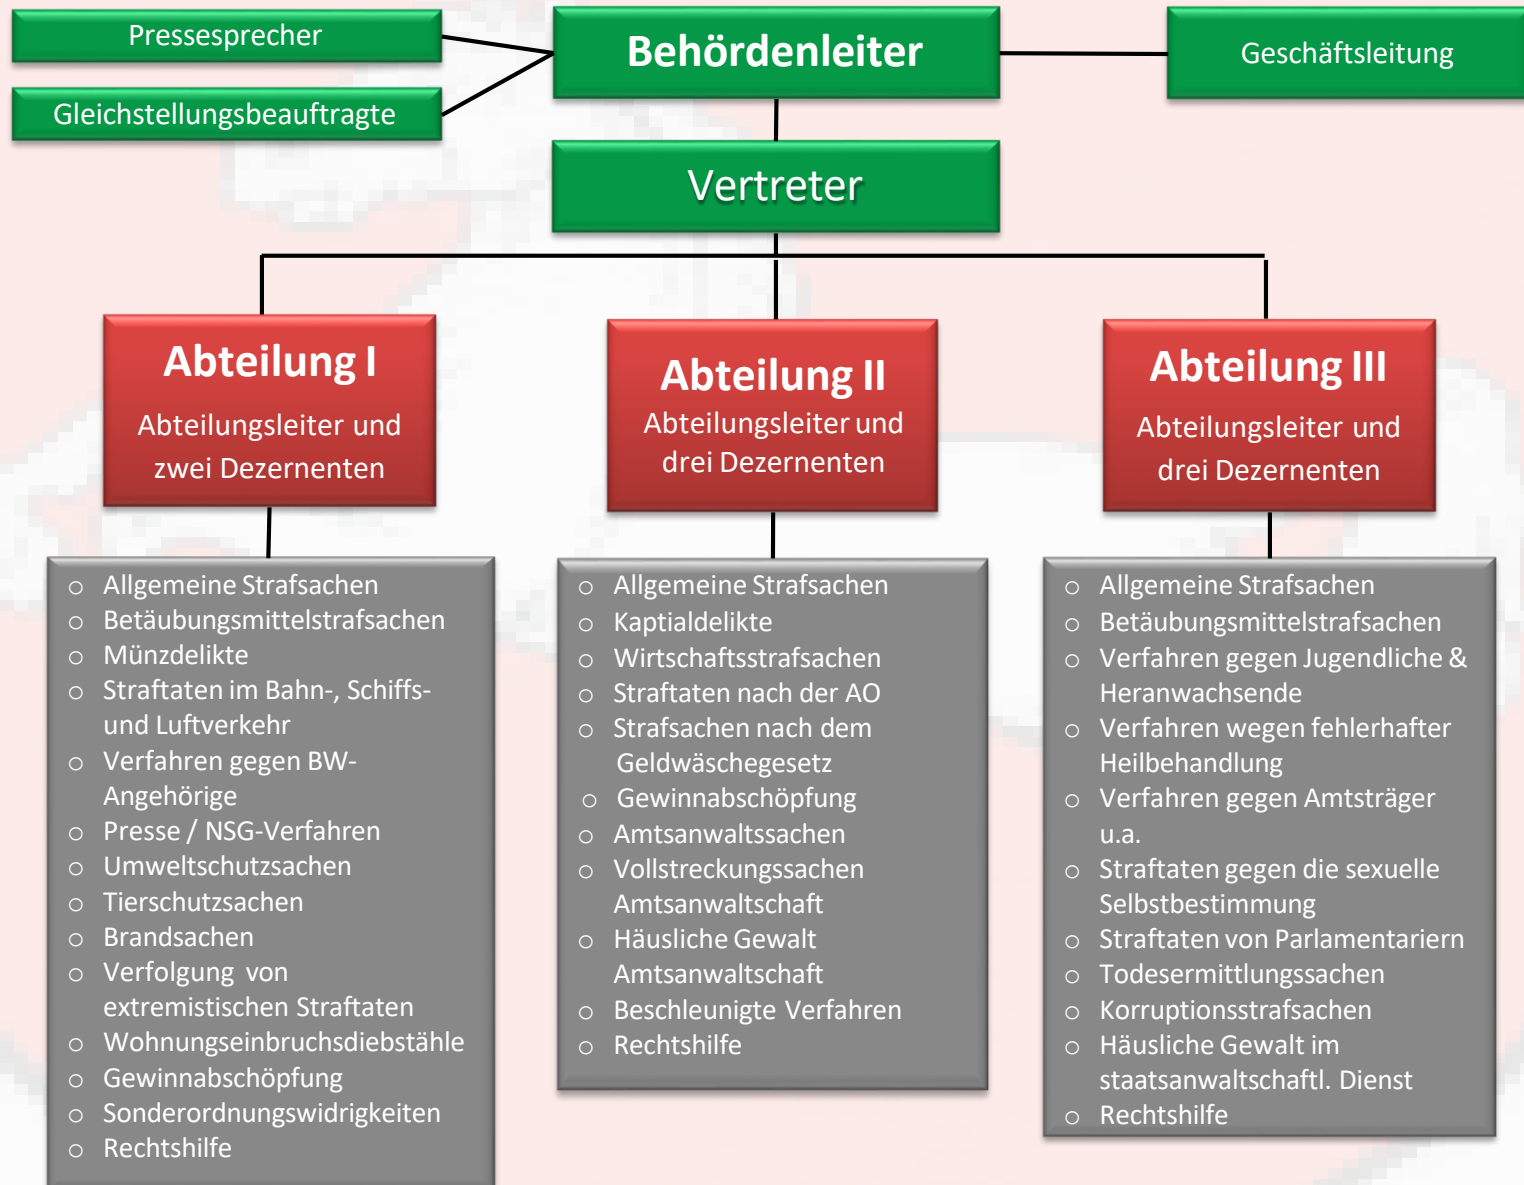 Pressesprecher
Gleichstellungsbeauftragte
Behördenleiter
Geschäftsleitung
Vertreter
Abteilung I
Abteilungsleiter und
zwei Dezernenten
Abteilung II
Abteilungsleiter und
drei Dezernenten
Abteilung III
Abteilungsleiter und
drei Dezernenten
o Allgemeine Strafsachen
o Betäubungsmittelstrafsachen
o Münzdelikte
o Straftaten im Bahn-, Schiffs-
und Luftverkehr
o Verfahren gegen BW-
Angehörige
o Presse / NSG-Verfahren
o Umweltschutzsachen
o Tierschutzsachen
o Brandsachen
o Verfolgung von
extremistischen Straftaten
o Wohnungseinbruchsdiebstähle
o Gewinnabschöpfung
o Sonderordnungswidrigkeiten
o Rechtshilfe
o Allgemeine Strafsachen
o Kaptialdelikte
o Wirtschaftsstrafsachen
o Straftaten nach der AO
o Strafsachen nach dem
Geldwäschegesetz
o Gewinnabschöpfung
o Amtsanwaltssachen
o Vollstreckungssachen
Amtsanwaltschaft
o Häusliche Gewalt
Amtsanwaltschaft
o Beschleunigte Verfahren
o Rechtshilfe
o Allgemeine Strafsachen
o Betäubungsmittelstrafsachen
o Verfahren gegen Jugendliche &
Heranwachsende
o Verfahren wegen fehlerhafter
Heilbehandlung
o Verfahren gegen Amtsträger
u.a.
o Straftaten gegen die sexuelle
Selbstbestimmung
o Straftaten von Parlamentariern
o Todesermittlungssachen
o Korruptionsstrafsachen
o Häusliche Gewalt im
staatsanwaltschaftl. Dienst
o Rechtshilfe